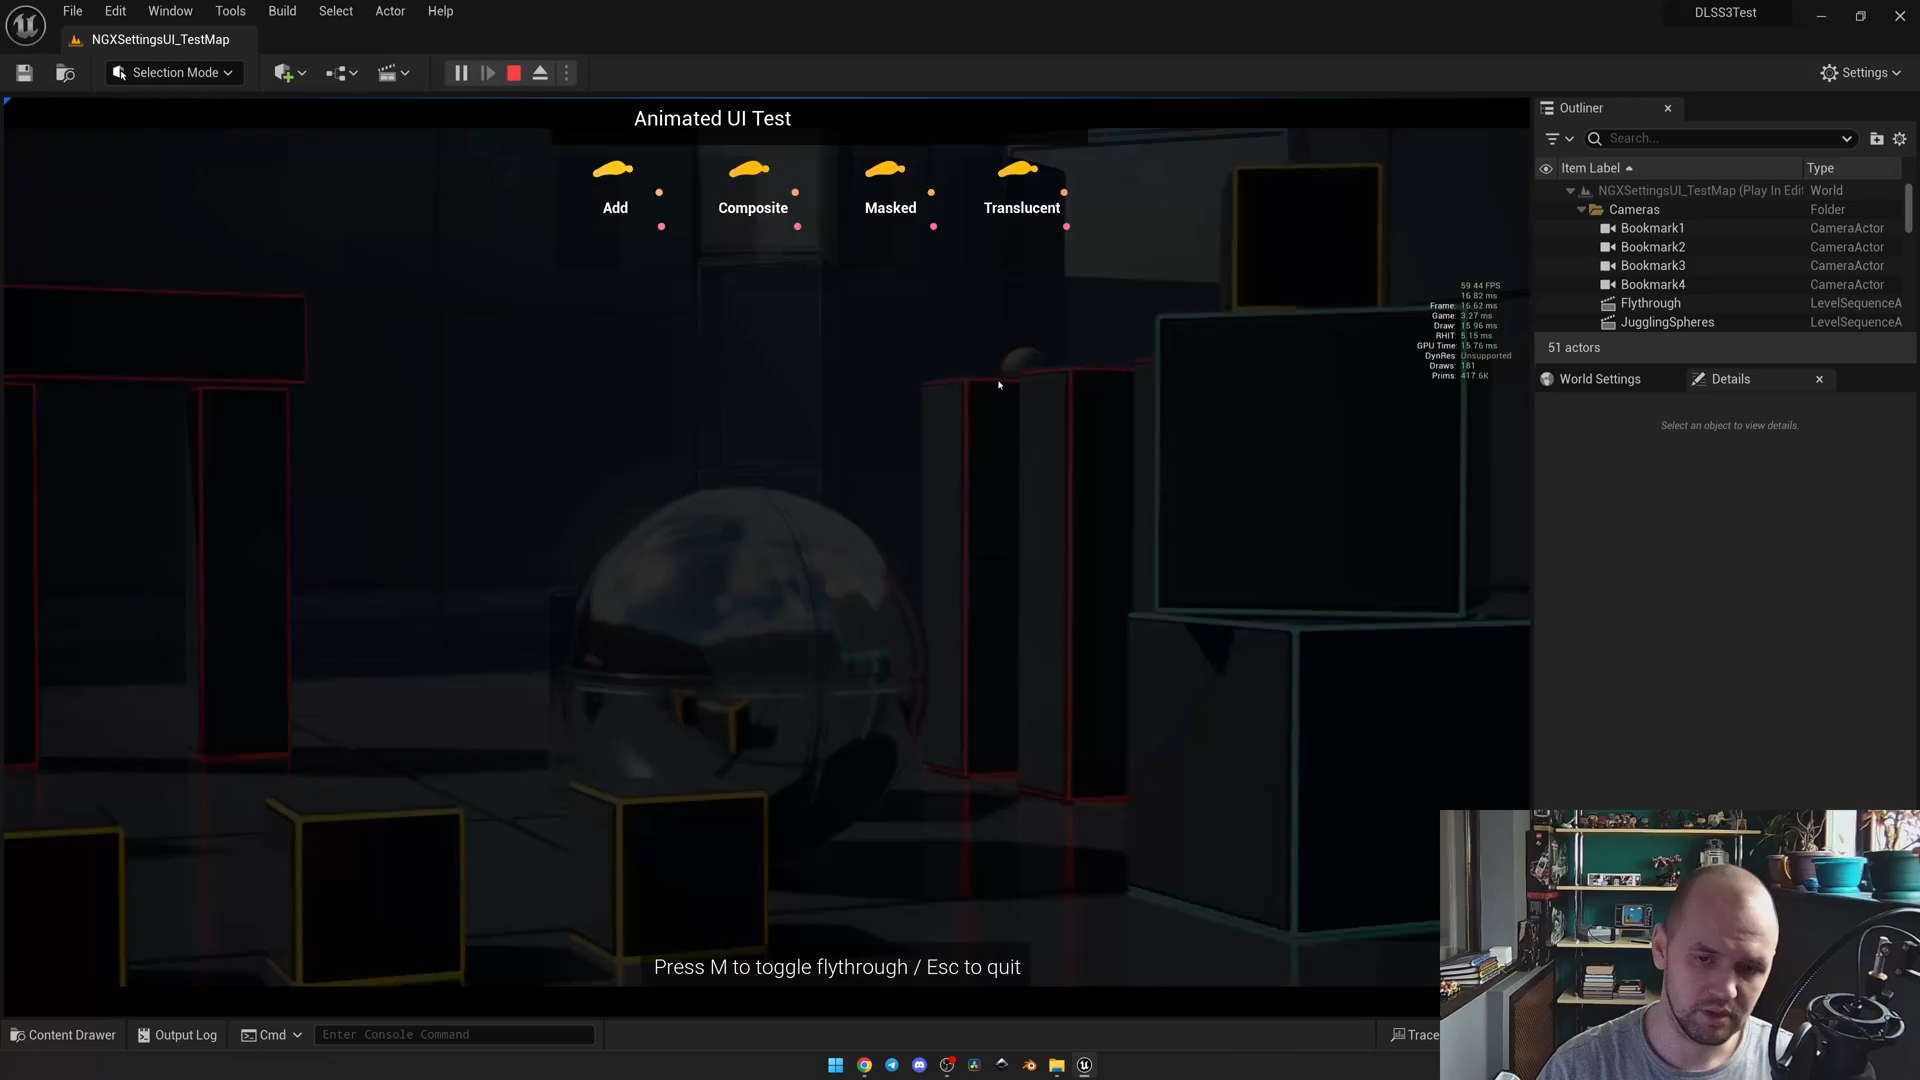 File Edit Window Tools Build Select Actor Help
DLSS3Test
NGXSettingsUI_TestMap
Selection Mode
Settings
Animated UI Test
Add Composite Masked Translucent
59.44 FPS
16.82 ms
Frame: 16.62 ms
Game: 3.27 ms
Draw: 15.96 ms
RHIT: 5.15 ms
GPU Time: 15.76 ms
DynRes: Unsupported
Draws: 181
Prims: 417.6K
Press M to toggle flythrough / Esc to quit
Outliner
Search...
Item Label Type
NGXSettingsUI_TestMap (Play In Edit World
Cameras Folder
Bookmark1 CameraActor
Bookmark2 CameraActor
Bookmark3 CameraActor
Bookmark4 CameraActor
Flythrough LevelSequenceA
JugglingSpheres LevelSequenceA
51 actors
World Settings Details
Select an object to view details.
Content Drawer Output Log Cmd Enter Console Command Trace